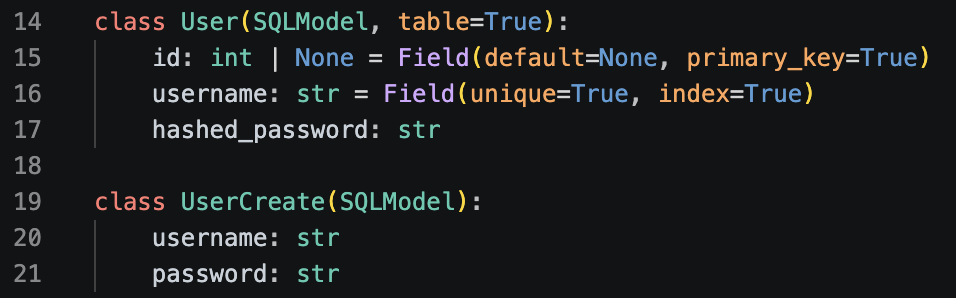 14 class User(SQLModel, table=True):
15     id: int | None = Field(default=None, primary_key=True)
16     username: str = Field(unique=True, index=True)
17     hashed_password: str
18
19 class UserCreate(SQLModel):
20     username: str
21     password: str